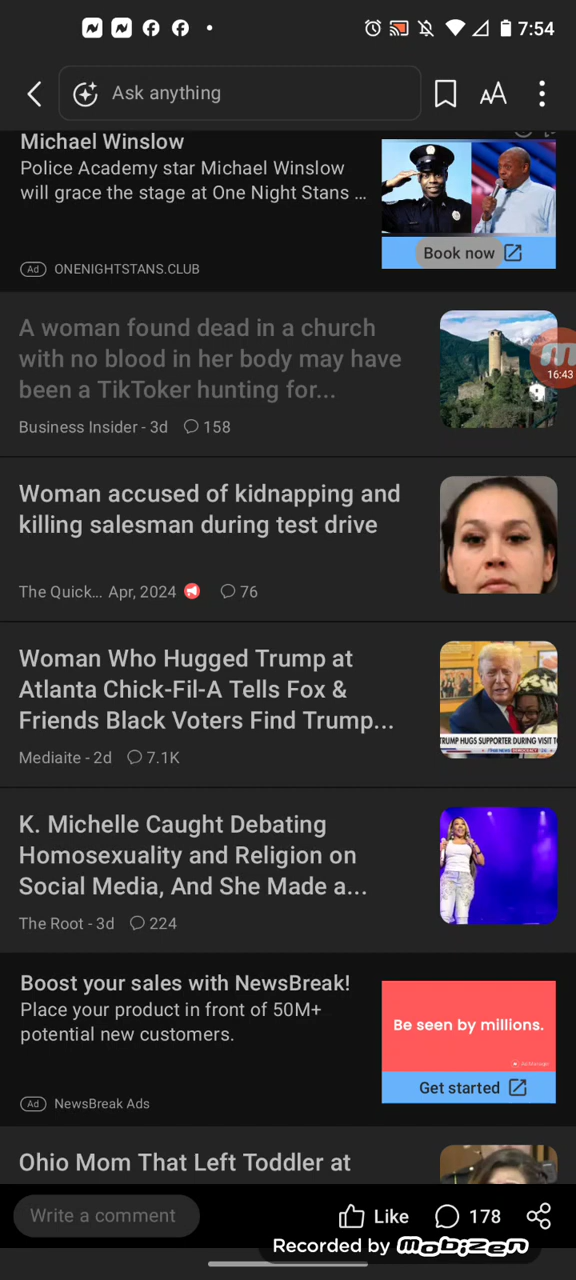 7:54
Ask anything
AA
Michael Winslow
Police Academy star Michael Winslow
will grace the stage at One Night Stans ...
Book now
Ad ONENIGHTSTANS.CLUB
A woman found dead in a church
with no blood in her body may have
been a TikToker hunting for...
16:43
Business Insider - 3d 158
Woman accused of kidnapping and
killing salesman during test drive
The Quick... Apr, 2024 76
Woman Who Hugged Trump at
Atlanta Chick-Fil-A Tells Fox &
Friends Black Voters Find Trump...
TRUMP HUGS SUPPORTER DURING VISIT TO
Mediaite - 2d 7.1K
K. Michelle Caught Debating
Homosexuality and Religion on
Social Media, And She Made a...
The Root - 3d 224
Boost your sales with NewsBreak!
Place your product in front of 50M+
potential new customers.
Be seen by millions.
Get started
Ad NewsBreak Ads
Ohio Mom That Left Toddler at
Write a comment
Like 178
Recorded by mobizen